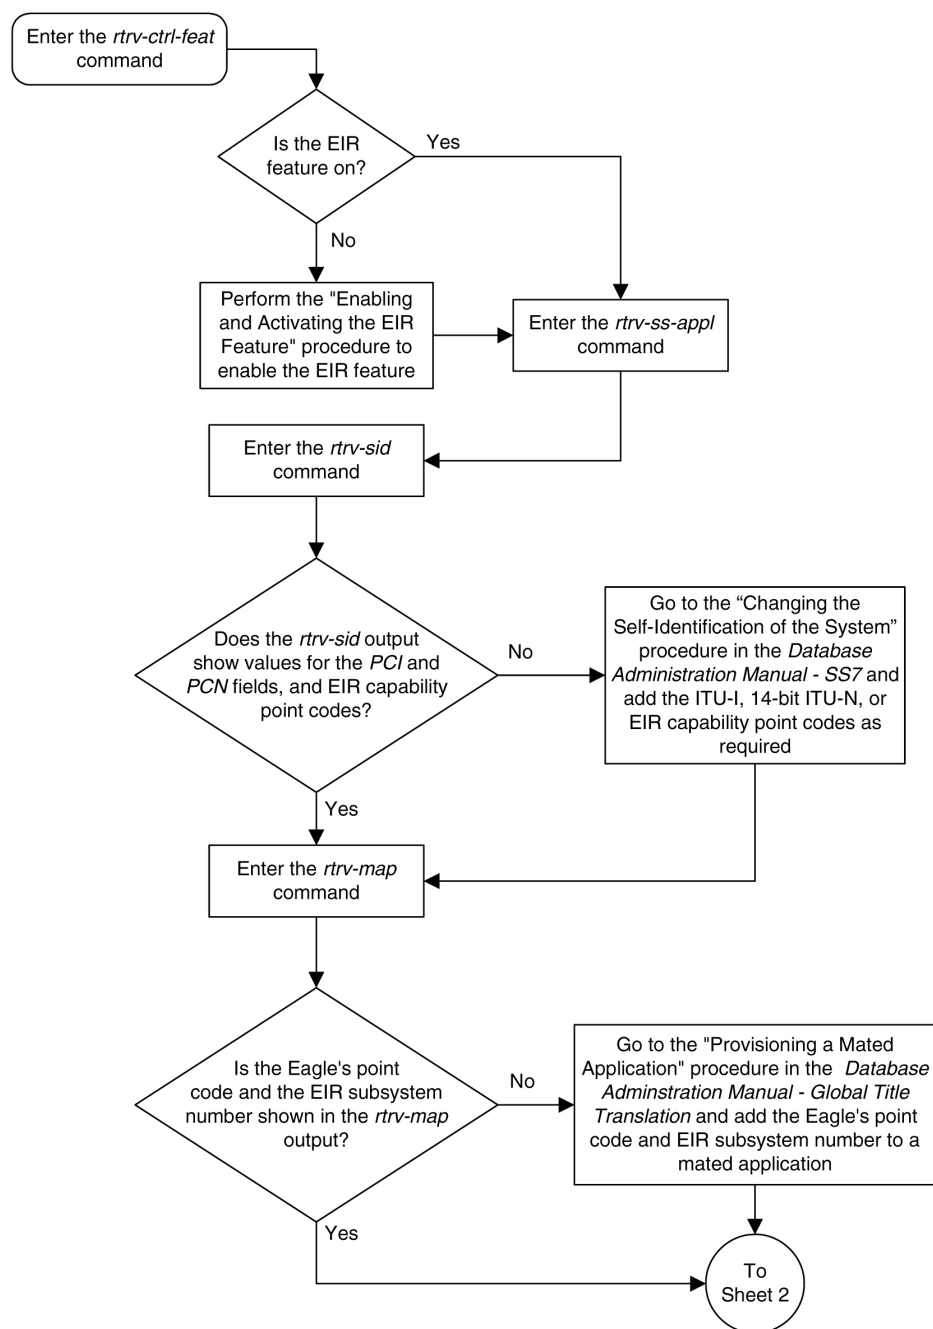 Enter the rtrv-ctrl-feat
command
Is the EIR
feature on?
Yes
No
Perform the "Enabling
and Activating the EIR
Feature" procedure to
enable the EIR feature
Enter the rtrv-ss-appl
command
Enter the rtrv-sid
command
Does the rtrv-sid output
show values for the PCI and
PCN fields, and EIR capability
point codes?
No
Go to the “Changing the
Self-Identification of the System”
procedure in the Database
Administration Manual - SS7 and
add the ITU-I, 14-bit ITU-N, or
EIR capability point codes as
required
Yes
Enter the rtrv-map
command
Is the Eagle's point
code and the EIR subsystem
number shown in the rtrv-map
output?
No
Go to the "Provisioning a Mated
Application" procedure in the Database
Adminstration Manual - Global Title
Translation and add the Eagle's point
code and EIR subsystem number to a
mated application
Yes
To
Sheet 2